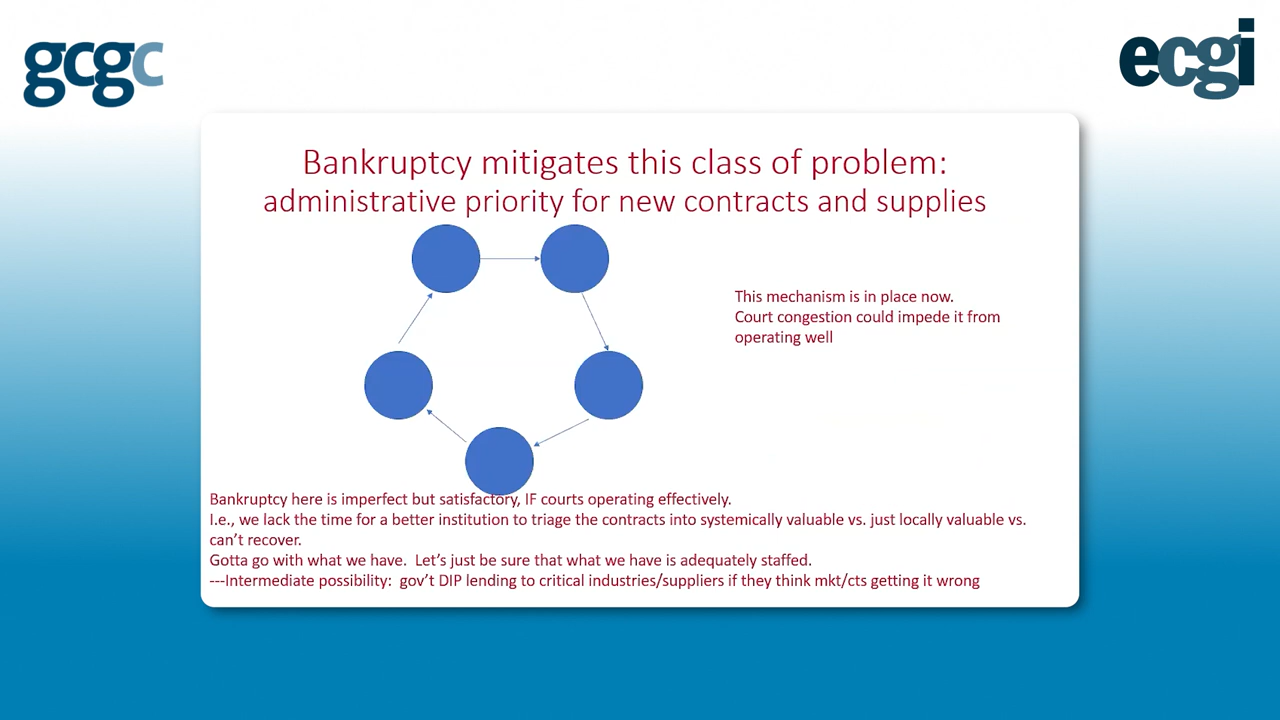 gcgc
ecgi
Bankruptcy mitigates this class of problem:
administrative priority for new contracts and supplies
This mechanism is in place now.
Court congestion could impede it from
operating well
Bankruptcy here is imperfect but satisfactory, IF courts operating effectively.
I.e., we lack the time for a better institution to triage the contracts into systemically valuable vs. just locally valuable vs.
can’t recover.
Gotta go with what we have.  Let’s just be sure that what we have is adequately staffed.
---Intermediate possibility:  gov’t DIP lending to critical industries/suppliers if they think mkt/cts getting it wrong